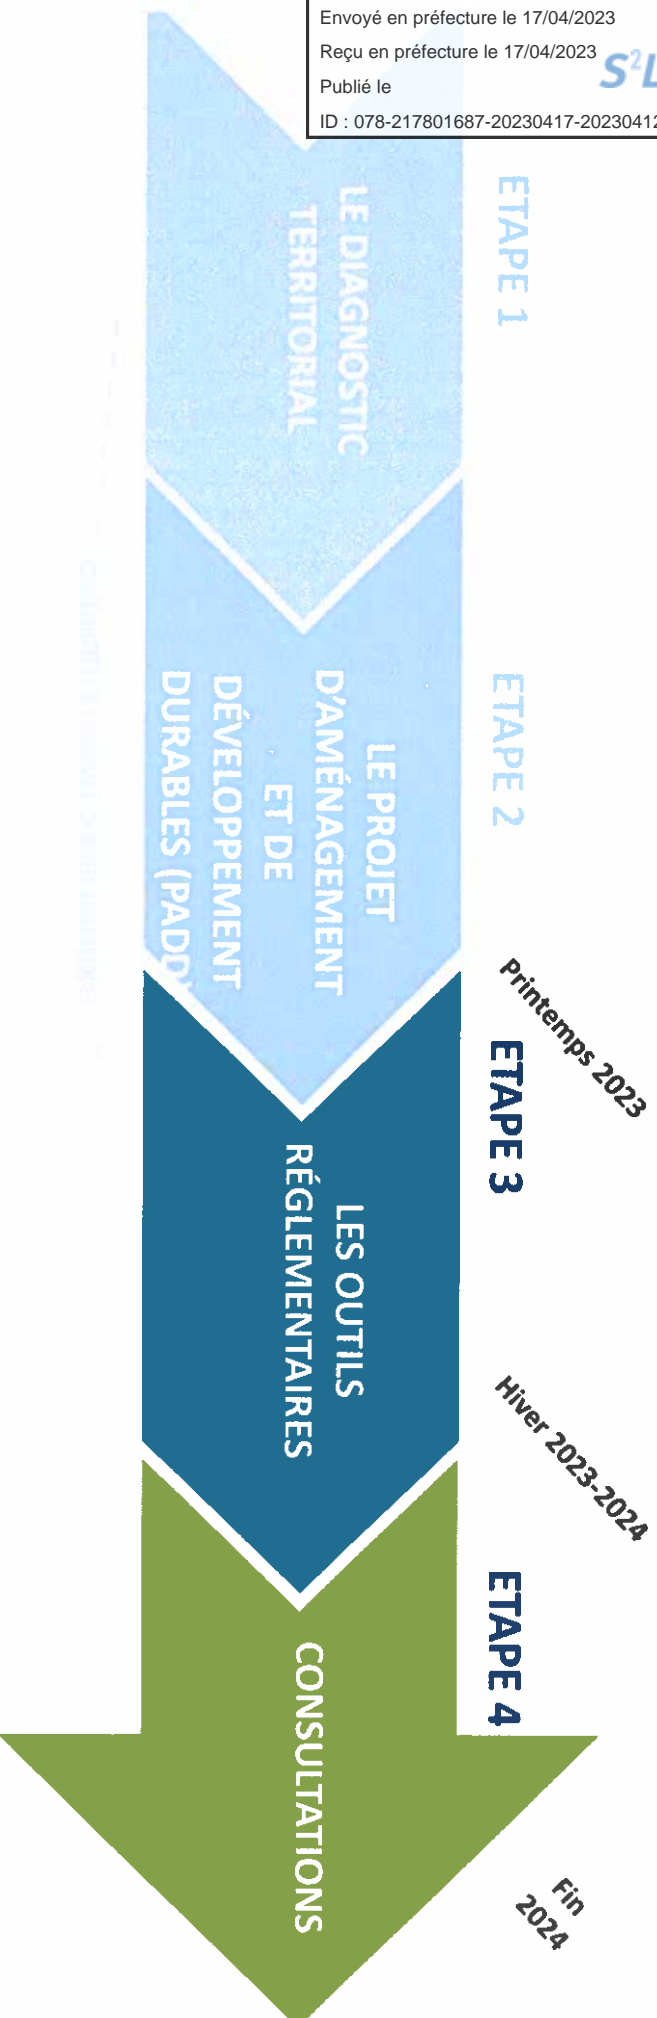 Envoyé en préfecture le 17/04/2023
Reçu en préfecture le 17/04/2023
Publié le
S²L
ID : 078-217801687-20230417-20230412
ETAPE 1
LE DIAGNOSTIC
TERRITORIAL
ETAPE 2
LE PROJET
D'AMÉNAGEMENT
ET DE
DÉVELOPPEMENT
DURABLES (PADD)
Printemps 2023
ETAPE 3
LES OUTILS
RÉGLEMENTAIRES
Hiver 2023-2024
ETAPE 4
CONSULTATIONS
Fin
2024